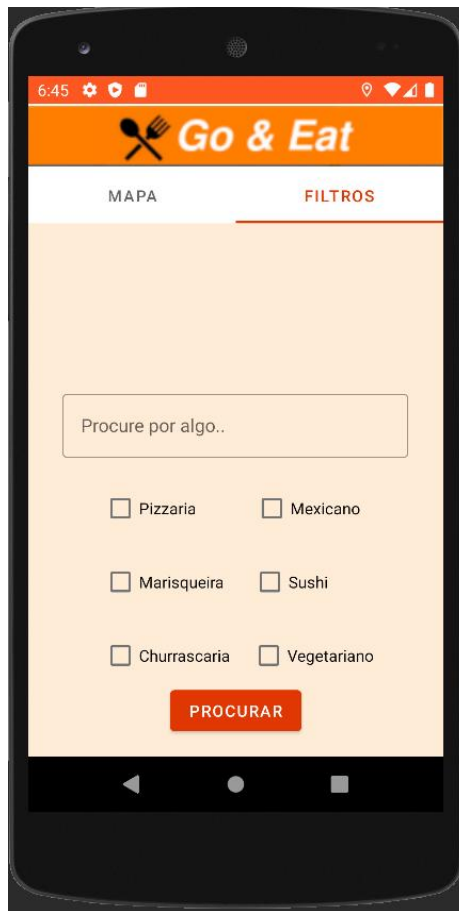 6:45
Go & Eat
MAPA FILTROS
Procure por algo..
Pizzaria Mexicano
Marisqueira Sushi
Churrascaria Vegetariano
PROCURAR